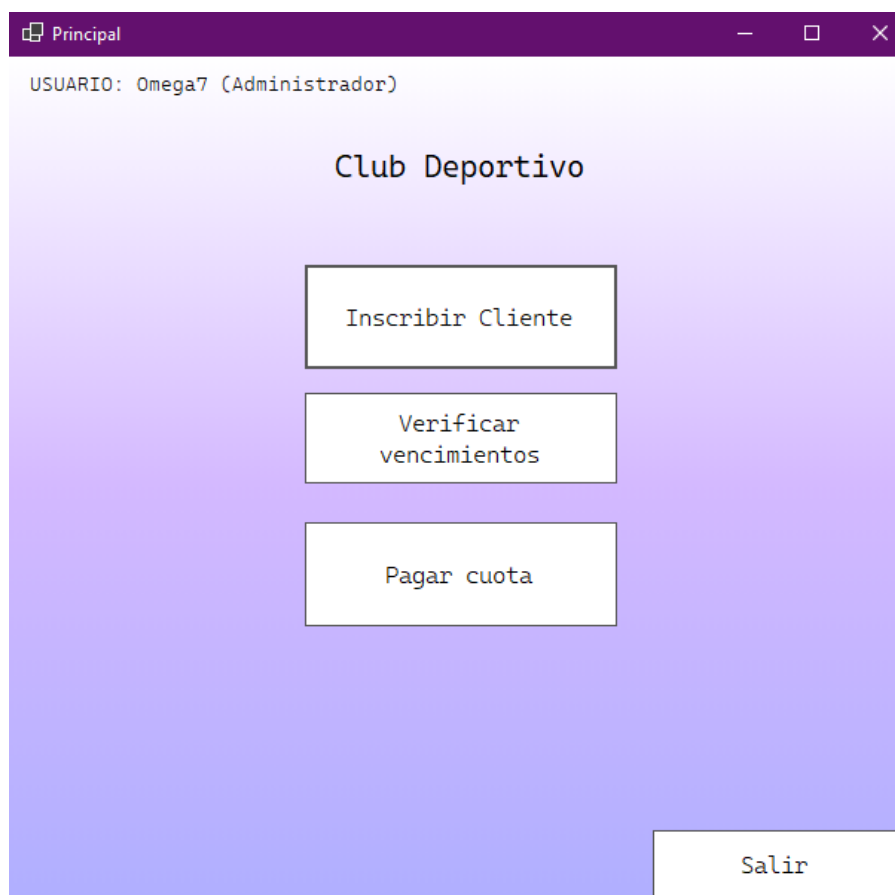 Principal
USUARIO: Omega7 (Administrador)
Club Deportivo
Inscribir Cliente
Verificar
vencimientos
Pagar cuota
Salir